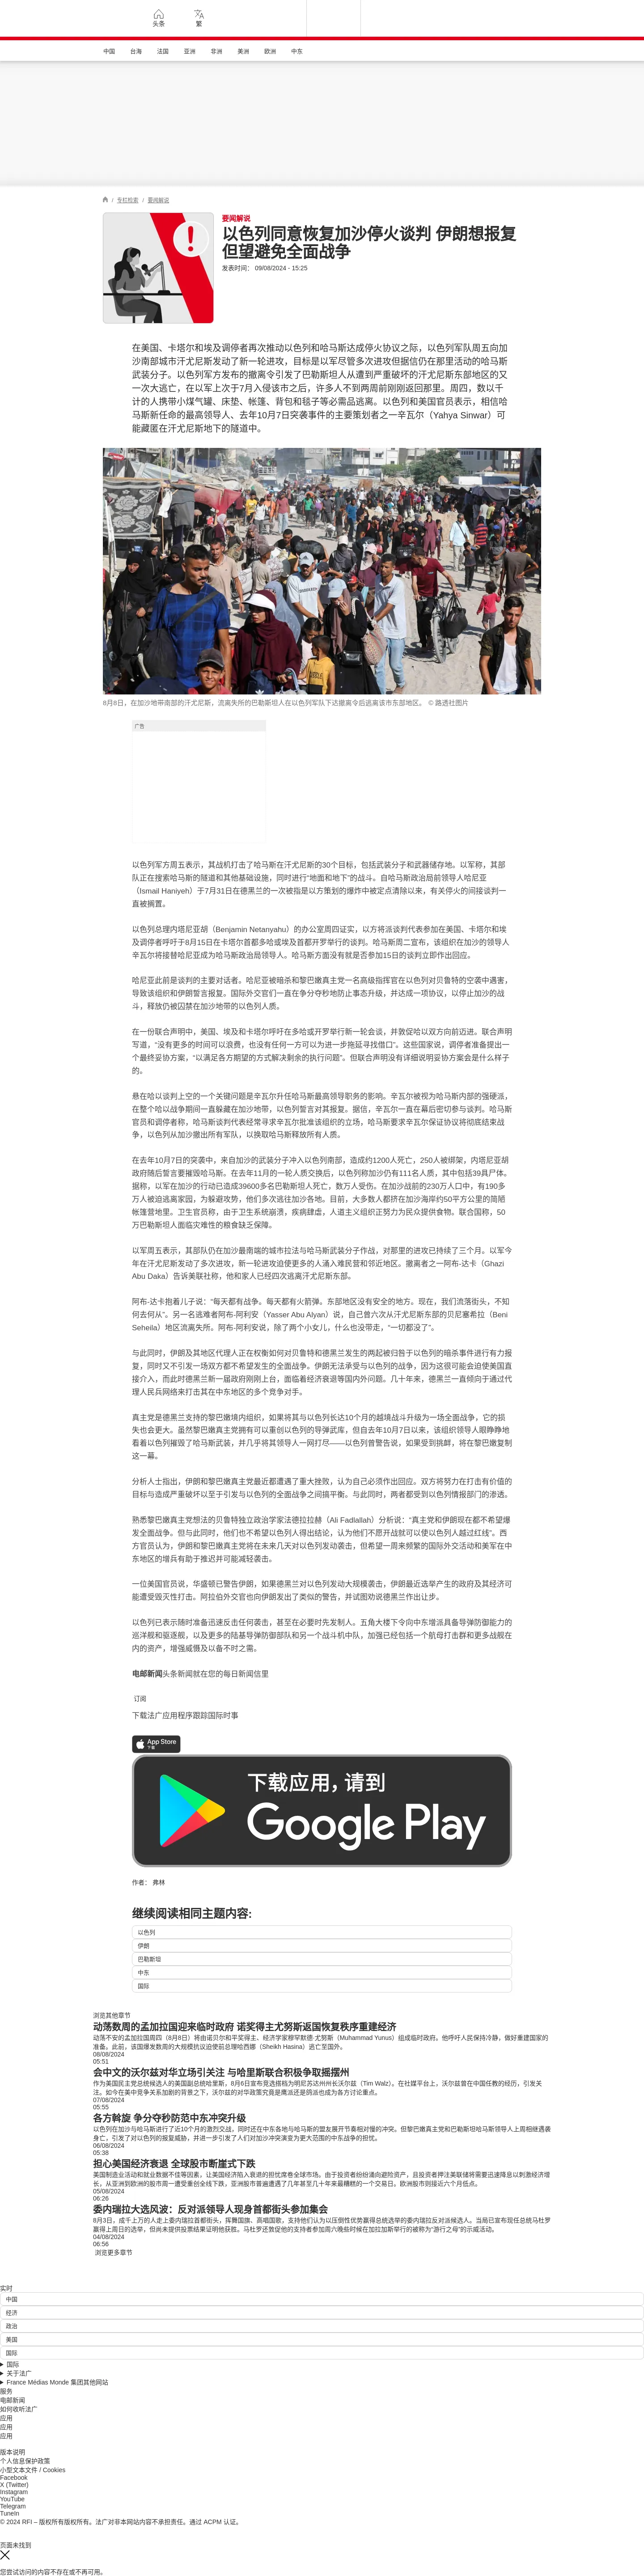 头条
繁
中国 台海 法国 亚洲 非洲 美洲 欧洲 中东
/ 专栏检索 / 要闻解说
要闻解说
以色列同意恢复加沙停火谈判 伊朗想报复
但望避免全面战争
发表时间： 09/08/2024 - 15:25
在美国、卡塔尔和埃及调停者再次推动以色列和哈马斯达成停火协议之际，以色列军队周五向加
沙南部城市汗尤尼斯发动了新一轮进攻，目标是以军尽管多次进攻但据信仍在那里活动的哈马斯
武装分子。以色列军方发布的撤离令引发了巴勒斯坦人从遭到严重破坏的汗尤尼斯东部地区的又
一次大逃亡，在以军上次于7月入侵该市之后，许多人不到两周前刚刚返回那里。周四，数以千
计的人携带小煤气罐、床垫、帐篷、背包和毯子等必需品逃离。以色列和美国官员表示，相信哈
马斯新任命的最高领导人、去年10月7日突袭事件的主要策划者之一辛瓦尔（Yahya Sinwar）可
能藏匿在汗尤尼斯地下的隧道中。
8月8日，在加沙地带南部的汗尤尼斯，流离失所的巴勒斯坦人在以色列军队下达撤离令后逃离该市东部地区。 © 路透社图片
广告
以色列军方周五表示，其战机打击了哈马斯在汗尤尼斯的30个目标，包括武装分子和武器储存地。以军称，其部
队正在搜索哈马斯的隧道和其他基础设施，同时进行“地面和地下”的战斗。自哈马斯政治局前领导人哈尼亚
（Ismail Haniyeh）于7月31日在德黑兰的一次被指是以方策划的爆炸中被定点清除以来，有关停火的间接谈判一
直被搁置。
以色列总理内塔尼亚胡（Benjamin Netanyahu）的办公室周四证实，以方将派谈判代表参加在美国、卡塔尔和埃
及调停者呼吁于8月15日在卡塔尔首都多哈或埃及首都开罗举行的谈判。哈马斯周二宣布，该组织在加沙的领导人
辛瓦尔将接替哈尼亚成为哈马斯政治局领导人。哈马斯方面没有就是否参加15日的谈判立即作出回应。
哈尼亚此前是谈判的主要对话者。哈尼亚被暗杀和黎巴嫩真主党一名高级指挥官在以色列对贝鲁特的空袭中遇害，
导致该组织和伊朗誓言报复。国际外交官们一直在争分夺秒地防止事态升级，并达成一项协议，以停止加沙的战
斗，释放仍被囚禁在加沙地带的以色列人质。
在一份联合声明中，美国、埃及和卡塔尔呼吁在多哈或开罗举行新一轮会谈，并敦促哈以双方向前迈进。联合声明
写道，“没有更多的时间可以浪费，也没有任何一方可以为进一步拖延寻找借口”。这些国家说，调停者准备提出一
个最终妥协方案，“以满足各方期望的方式解决剩余的执行问题”。但联合声明没有详细说明妥协方案会是什么样子
的。
悬在哈以谈判上空的一个关键问题是辛瓦尔升任哈马斯最高领导职务的影响。辛瓦尔被视为哈马斯内部的强硬派，
在整个哈以战争期间一直躲藏在加沙地带，以色列誓言对其报复。据信，辛瓦尔一直在幕后密切参与谈判。哈马斯
官员和调停者称，哈马斯谈判代表经常寻求辛瓦尔批准该组织的立场，哈马斯要求辛瓦尔保证协议将彻底结束战
争，以色列从加沙撤出所有军队，以换取哈马斯释放所有人质。
在去年10月7日的突袭中，来自加沙的武装分子冲入以色列南部，造成约1200人死亡，250人被绑架，内塔尼亚胡
政府随后誓言要摧毁哈马斯。在去年11月的一轮人质交换后，以色列称加沙仍有111名人质，其中包括39具尸体。
据称，以军在加沙的行动已造成39600多名巴勒斯坦人死亡，数万人受伤。在加沙战前的230万人口中，有190多
万人被迫逃离家园，为躲避攻势，他们多次逃往加沙各地。目前，大多数人都挤在加沙海岸约50平方公里的简陋
帐篷营地里。卫生官员称，由于卫生系统崩溃，疾病肆虐，人道主义组织正努力为民众提供食物。联合国称，50
万巴勒斯坦人面临灾难性的粮食缺乏保障。
以军周五表示，其部队仍在加沙最南端的城市拉法与哈马斯武装分子作战，对那里的进攻已持续了三个月。以军今
年在汗尤尼斯发动了多次进攻，新一轮进攻迫使更多的人涌入难民营和邻近地区。撤离者之一阿布-达卡（Ghazi
Abu Daka）告诉美联社称，他和家人已经四次逃离汗尤尼斯东部。
阿布-达卡抱着儿子说：“每天都有战争。每天都有火箭弹。东部地区没有安全的地方。现在，我们流落街头，不知
何去何从”。另一名逃难者阿布-阿利安（Yasser Abu Alyan）说，自己曾六次从汗尤尼斯东部的贝尼塞希拉（Beni
Seheila）地区流离失所。阿布-阿利安说，除了两个小女儿，什么也没带走，“一切都没了”。
与此同时，伊朗及其地区代理人正在权衡如何对贝鲁特和德黑兰发生的两起被归咎于以色列的暗杀事件进行有力报
复，同时又不引发一场双方都不希望发生的全面战争。伊朗无法承受与以色列的战争，因为这很可能会迫使美国直
接介入，而此时德黑兰新一届政府刚刚上台，面临着经济衰退等国内外问题。几十年来，德黑兰一直倾向于通过代
理人民兵网络来打击其在中东地区的多个竞争对手。
真主党是德黑兰支持的黎巴嫩境内组织，如果将其与以色列长达10个月的越境战斗升级为一场全面战争，它的损
失也会更大。虽然黎巴嫩真主党拥有可以重创以色列的导弹武库，但自去年10月7日以来，该组织领导人眼睁睁地
看着以色列摧毁了哈马斯武装，并几乎将其领导人一网打尽——以色列曾警告说，如果受到挑衅，将在黎巴嫩复制
这一幕。
分析人士指出，伊朗和黎巴嫩真主党最近都遭遇了重大挫败，认为自己必须作出回应。双方将努力在打击有价值的
目标与造成严重破坏以至于引发与以色列的全面战争之间搞平衡。与此同时，两者都受到以色列情报部门的渗透。
熟悉黎巴嫩真主党想法的贝鲁特独立政治学家法德拉拉赫（Ali Fadlallah）分析说：“真主党和伊朗现在都不希望爆
发全面战争。但与此同时，他们也不希望以色列人得出结论，认为他们不愿开战就可以使以色列人越过红线”。西
方官员认为，伊朗和黎巴嫩真主党将在未来几天对以色列发动袭击，但希望一周来频繁的国际外交活动和美军在中
东地区的增兵有助于推迟并可能减轻袭击。
一位美国官员说，华盛顿已警告伊朗，如果德黑兰对以色列发动大规模袭击，伊朗最近选举产生的政府及其经济可
能遭受毁灭性打击。阿拉伯外交官也向伊朗发出了类似的警告，并试图劝说德黑兰作出让步。
以色列已表示随时准备迅速反击任何袭击，甚至在必要时先发制人。五角大楼下令向中东增派具备导弹防御能力的
巡洋舰和驱逐舰，以及更多的陆基导弹防御部队和另一个战斗机中队，加强已经包括一个航母打击群和更多战舰在
内的资产，增强威慑及以备不时之需。
电邮新闻头条新闻就在您的每日新闻信里
订阅
下载法广应用程序跟踪国际时事
App Store
下载
下载应用，请到
Google Play
作者： 弗林
继续阅读相同主题内容:
以色列
伊朗
巴勒斯坦
中东
国际
浏览其他章节
动荡数周的孟加拉国迎来临时政府 诺奖得主尤努斯返国恢复秩序重建经济
动荡不安的孟加拉国周四（8月8日）将由诺贝尔和平奖得主、经济学家穆罕默德·尤努斯（Muhammad Yunus）组成临时政府。他呼吁人民保持冷静，做好重建国家的
准备。此前，该国爆发数周的大规模抗议迫使前总理哈西娜（Sheikh Hasina）逃亡至国外。
08/08/2024
05:51
会中文的沃尔兹对华立场引关注 与哈里斯联合积极争取摇摆州
作为美国民主党总统候选人的美国副总统哈里斯，8月6日宣布竞选搭档为明尼苏达州州长沃尔兹（Tim Walz）。在社媒平台上，沃尔兹曾在中国任教的经历，引发关
注。如今在美中竞争关系加剧的背景之下，沃尔兹的对华政策究竟是鹰派还是鸽派也成为各方讨论重点。
07/08/2024
05:55
各方斡旋 争分夺秒防范中东冲突升级
以色列在加沙与哈马斯进行了近10个月的激烈交战，同时还在中东各地与哈马斯的盟友展开节奏相对慢的冲突。但黎巴嫩真主党和巴勒斯坦哈马斯领导人上周相继遇袭
身亡，引发了对以色列的报复威胁，并进一步引发了人们对加沙冲突演变为更大范围的中东战争的担忧。
06/08/2024
05:38
担心美国经济衰退 全球股市断崖式下跌
美国制造业活动和就业数据不佳等因素，让美国经济陷入衰退的担忧席卷全球市场。由于投资者纷纷涌向避险资产，且投资者押注美联储将需要迅速降息以刺激经济增
长，从亚洲到欧洲的股市周一遭受重创全线下跌，亚洲股市普遍遭遇了几年甚至几十年来最糟糕的一个交易日。欧洲股市则接近六个月低点。
05/08/2024
06:26
委内瑞拉大选风波：反对派领导人现身首都街头参加集会
8月3日，成千上万的人走上委内瑞拉首都街头，挥舞国旗、高唱国歌，支持他们认为以压倒性优势赢得总统选举的委内瑞拉反对派候选人。当局已宣布现任总统马杜罗
赢得上周日的选举，但尚未提供投票结果证明他获胜。马杜罗还敦促他的支持者参加周六晚些时候在加拉加斯举行的被称为“游行之母”的示威活动。
04/08/2024
06:56
浏览更多章节
实时
中国
经济
政治
美国
国际
国际
关于法广
France Médias Monde 集团其他网站
服务
电邮新闻
如何收听法广
应用
应用
应用
版本说明
个人信息保护政策
小型文本文件 / Cookies
Facebook
X (Twitter)
Instagram
YouTube
Telegram
TuneIn
© 2024 RFI – 版权所有版权所有。法广对非本网站内容不承担责任。通过 ACPM 认证。
页面未找到
您尝试访问的内容不存在或不再可用。